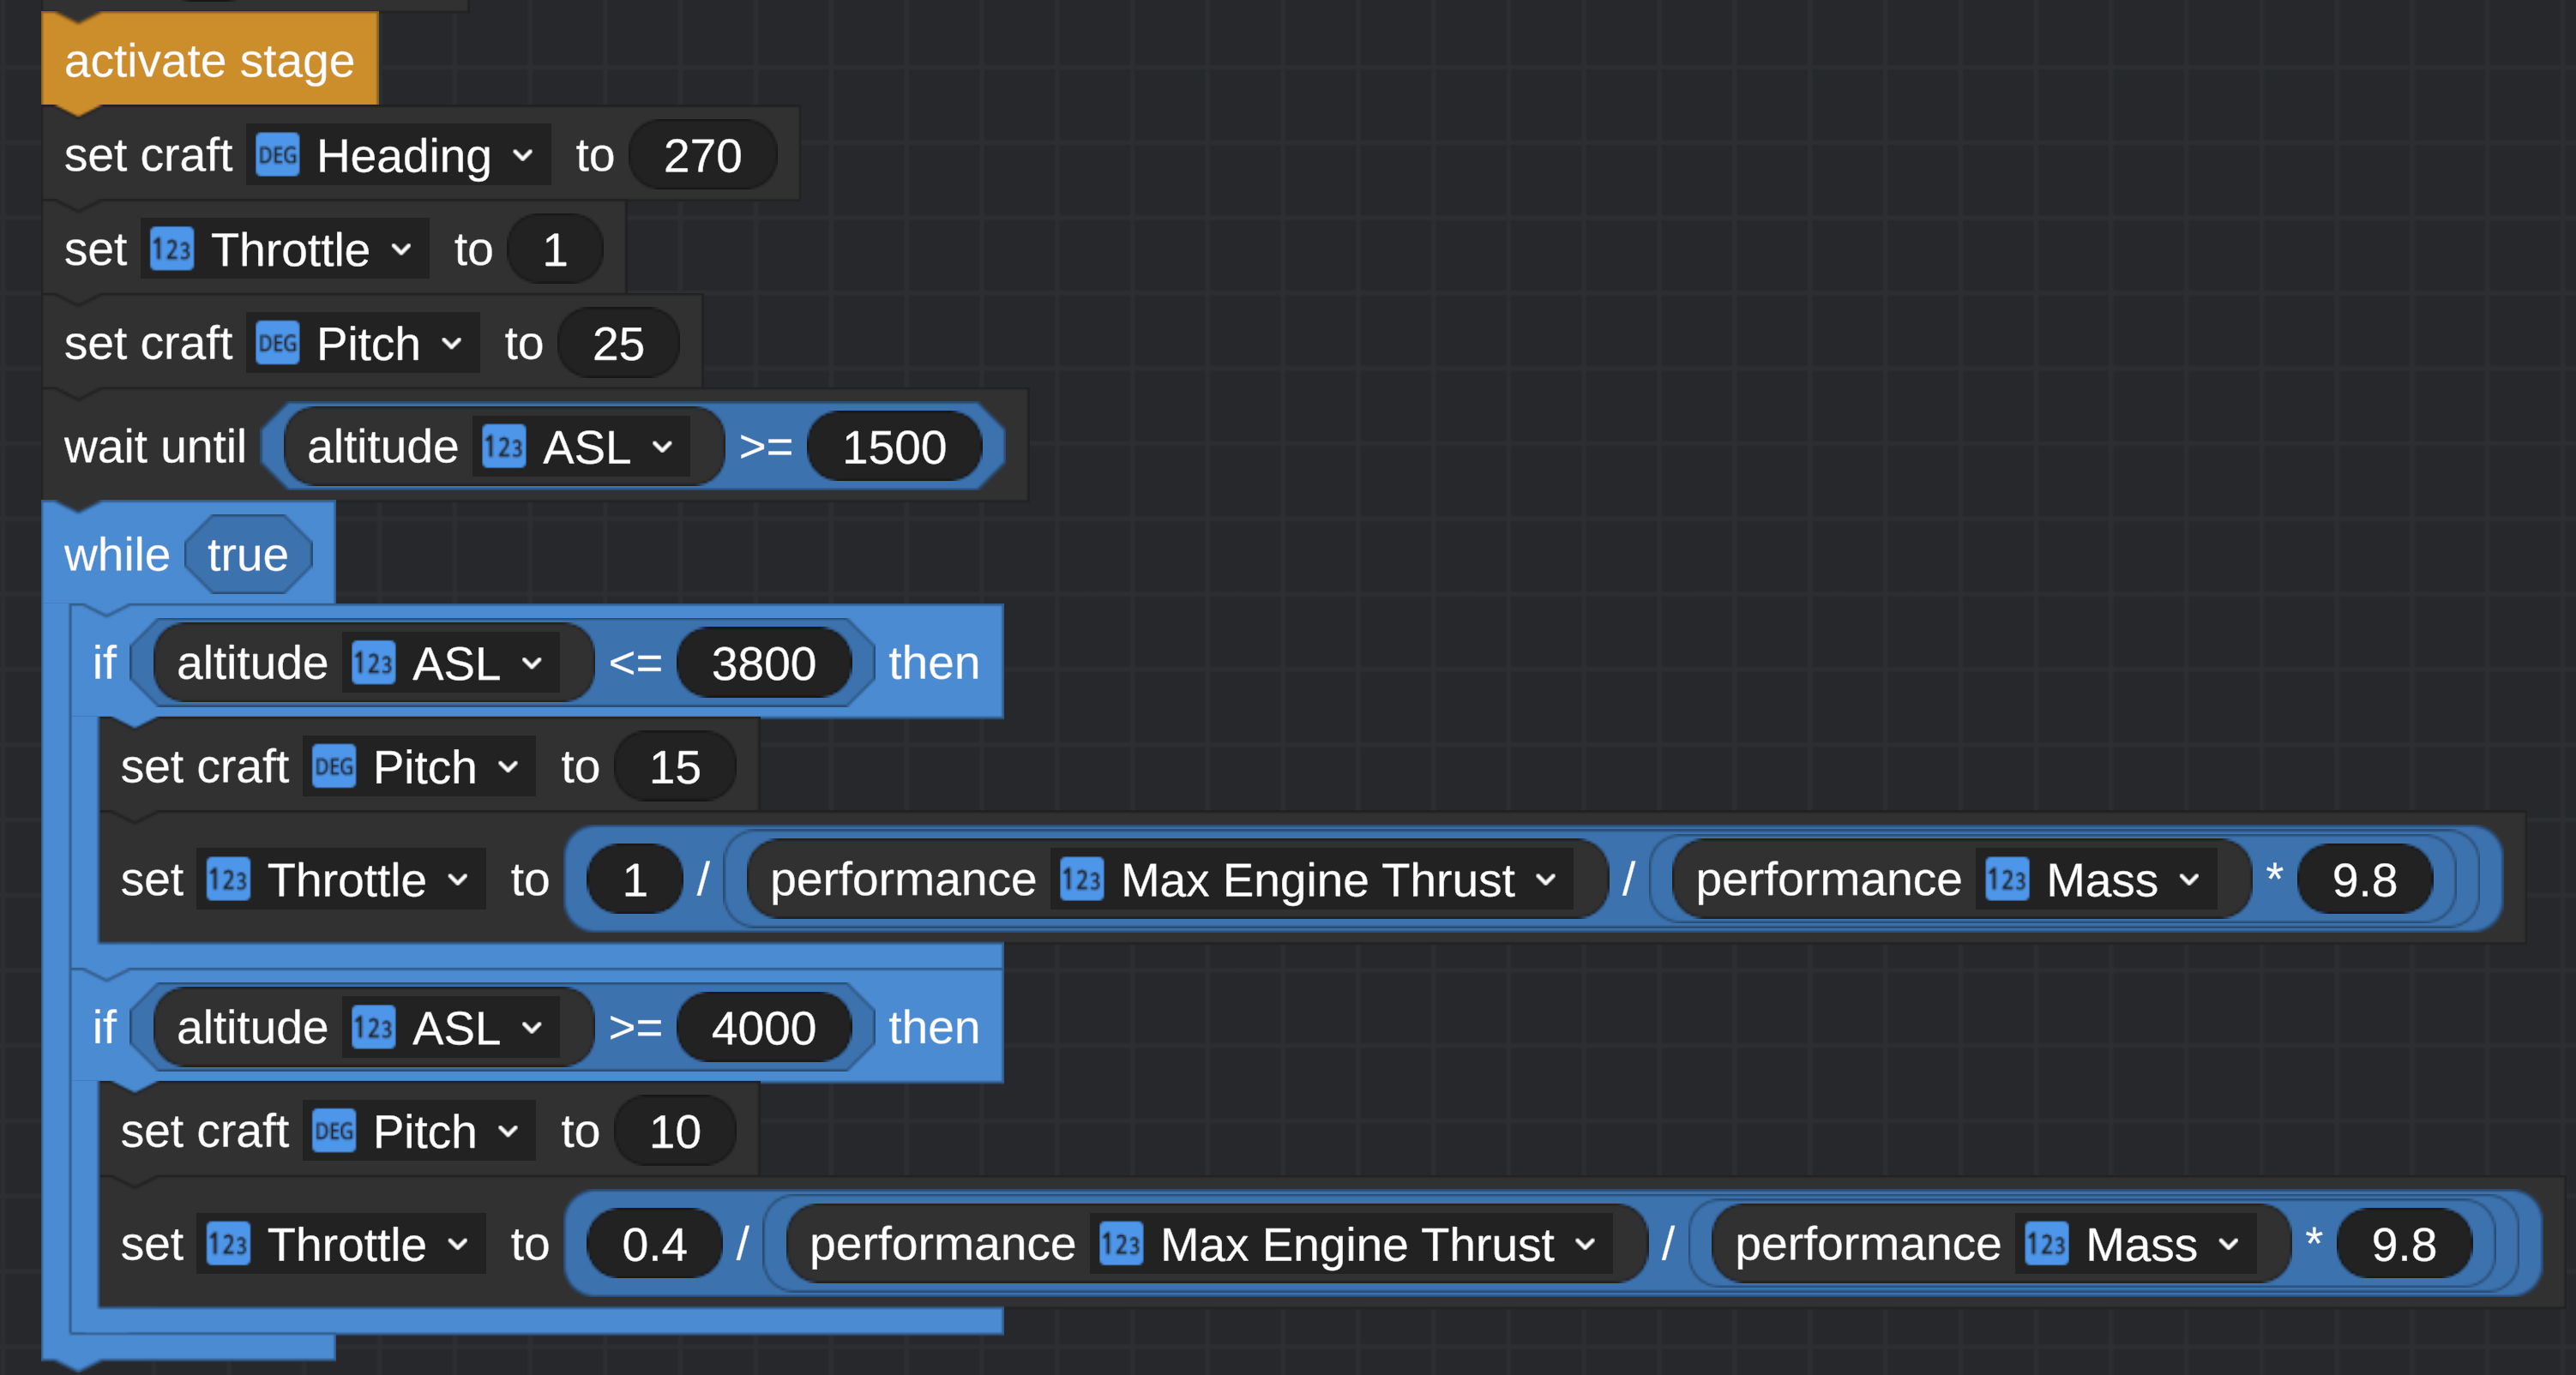 activate stage
set craft DEG Heading to 270
set 123 Throttle to 1
set craft DEG Pitch to 25
wait until altitude 123 ASL >= 1500
while true
if altitude 123 ASL <= 3800 then
set craft DEG Pitch to 15
set 123 Throttle to 1 / performance 123 Max Engine Thrust / performance 123 Mass * 9.8
if altitude 123 ASL >= 4000 then
set craft DEG Pitch to 10
set 123 Throttle to 0.4 / performance 123 Max Engine Thrust / performance 123 Mass * 9.8